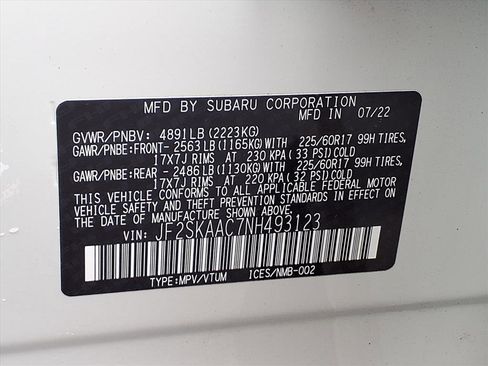 MFD BY SUBARU CORPORATION
MFD IN 07/22
GVWR/PNBV: 4891LB(2223KG)
GAWR/PNBE:FRONT- 2563LB(1165KG)WITH 225/60R17 99H TIRES,
17X7J RIMS AT 230 KPA( 33 PSI)COLD
GAWR/PNBE:REAR - 2486LB(1130KG)WITH 225/60R17 99H TIRES,
17X7J RIMS AT 220 KPA( 32 PSI)COLD
THIS VEHICLE CONFORMS TO ALL APPLICABLE FEDERAL MOTOR
VEHICLE SAFETY AND THEFT PREVENTION STANDARDS IN EFFECT ON
THE DATE OF MANUFACTURE SHOWN ABOVE.
VIN: JF2SKAAC7NH493123
TYPE:MPV/VTUM ICES/NMB-002